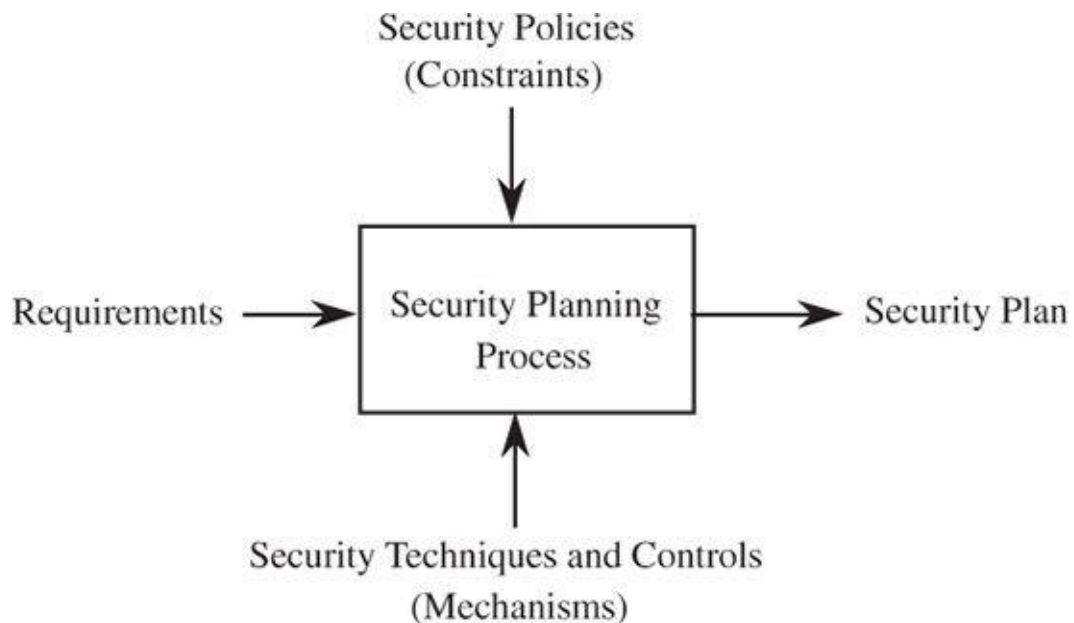 Security Policies
(Constraints)
Requirements
Security Planning
Process
Security Plan
Security Techniques and Controls
(Mechanisms)